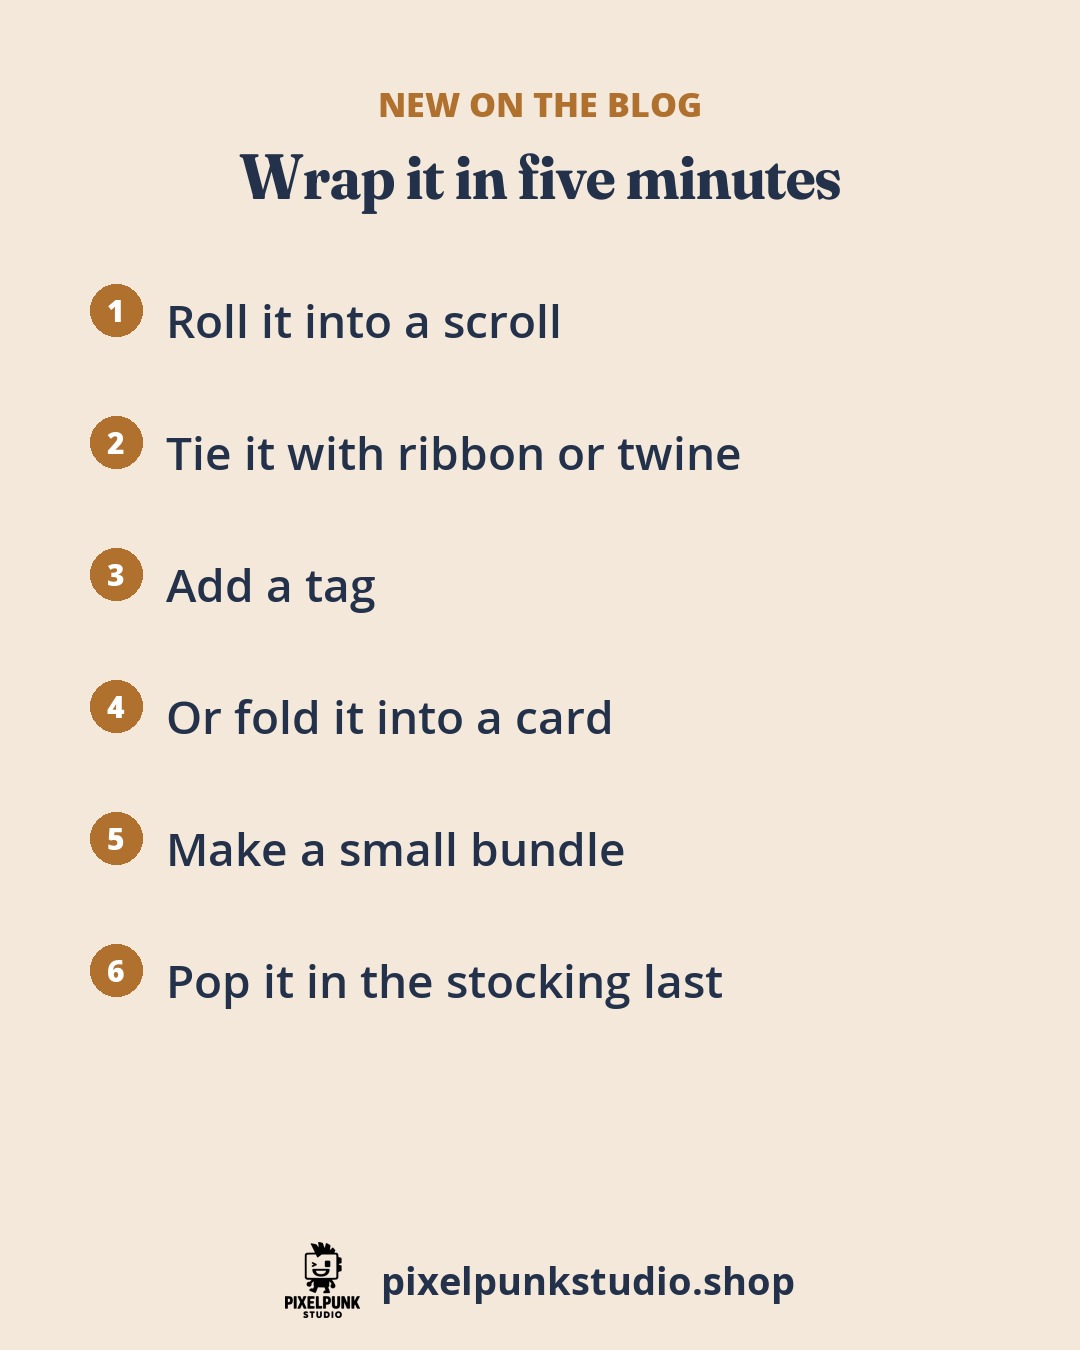 NEW ON THE BLOG
Wrap it in five minutes
1 Roll it into a scroll
2 Tie it with ribbon or twine
3 Add a tag
4 Or fold it into a card
5 Make a small bundle
6 Pop it in the stocking last
PIXELPUNK
STUDIO
pixelpunkstudio.shop